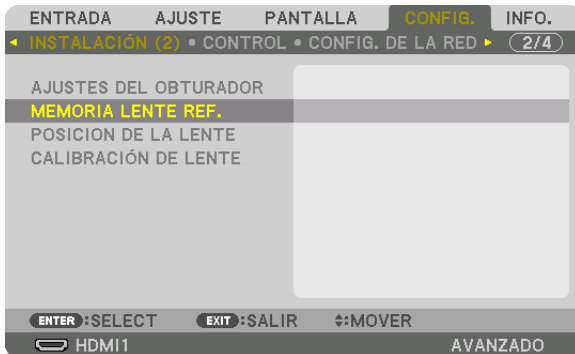 ENTRADA AJUSTE PANTALLA CONFIG. INFO.
INSTALACIÓN (2) • CONTROL • CONFIG. DE LA RED 2/4
AJUSTES DEL OBTURADOR
MEMORIA LENTE REF.
POSICION DE LA LENTE
CALIBRACIÓN DE LENTE
ENTER :SELECT EXIT :SALIR :MOVER
HDMI1 AVANZADO